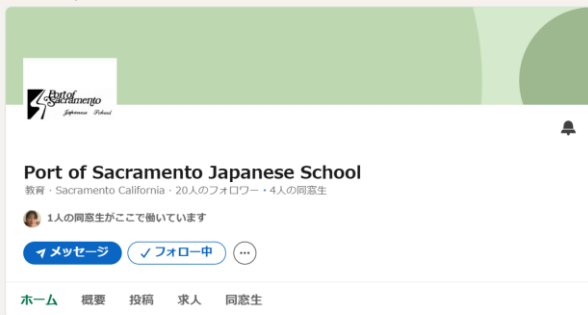 Port of
Sacramento
Japanese School
Port of Sacramento Japanese School
教育・Sacramento California・20人のフォロワー・4人の同窓生
1人の同窓生がここで働いています
メッセージ
フォロー中
ホーム 概要 投稿 求人 同窓生